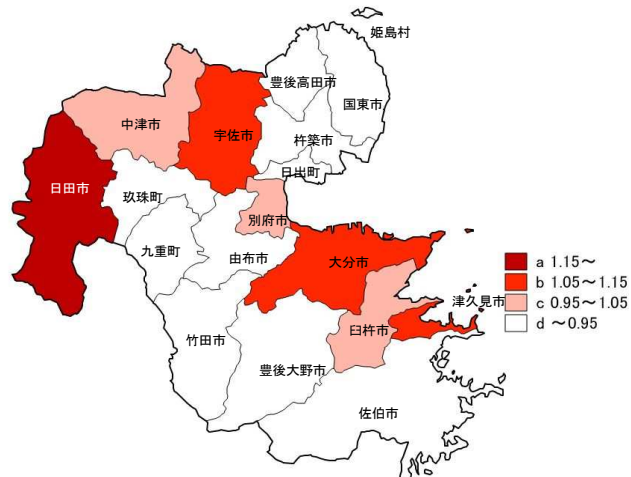 姫島村
豊後高田市
国東市
中津市
宇佐市
杵築市
日出町
日田市
玖珠町
別府市
九重町
由布市
大分市
津久見市
臼杵市
竹田市
豊後大野市
佐伯市
a 1.15～
b 1.05～1.15
c 0.95～1.05
d ～0.95